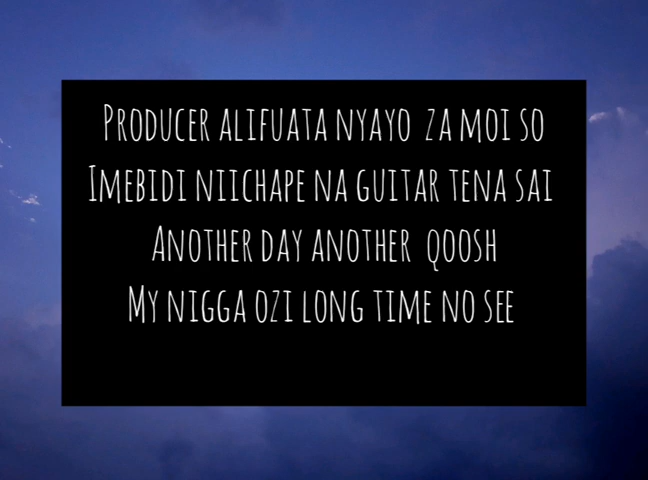 Producer alifuata nyayo za moi so
Imebidi niichape na guitar tena sai
Another day another qoosh
My nigga ozi long time no see